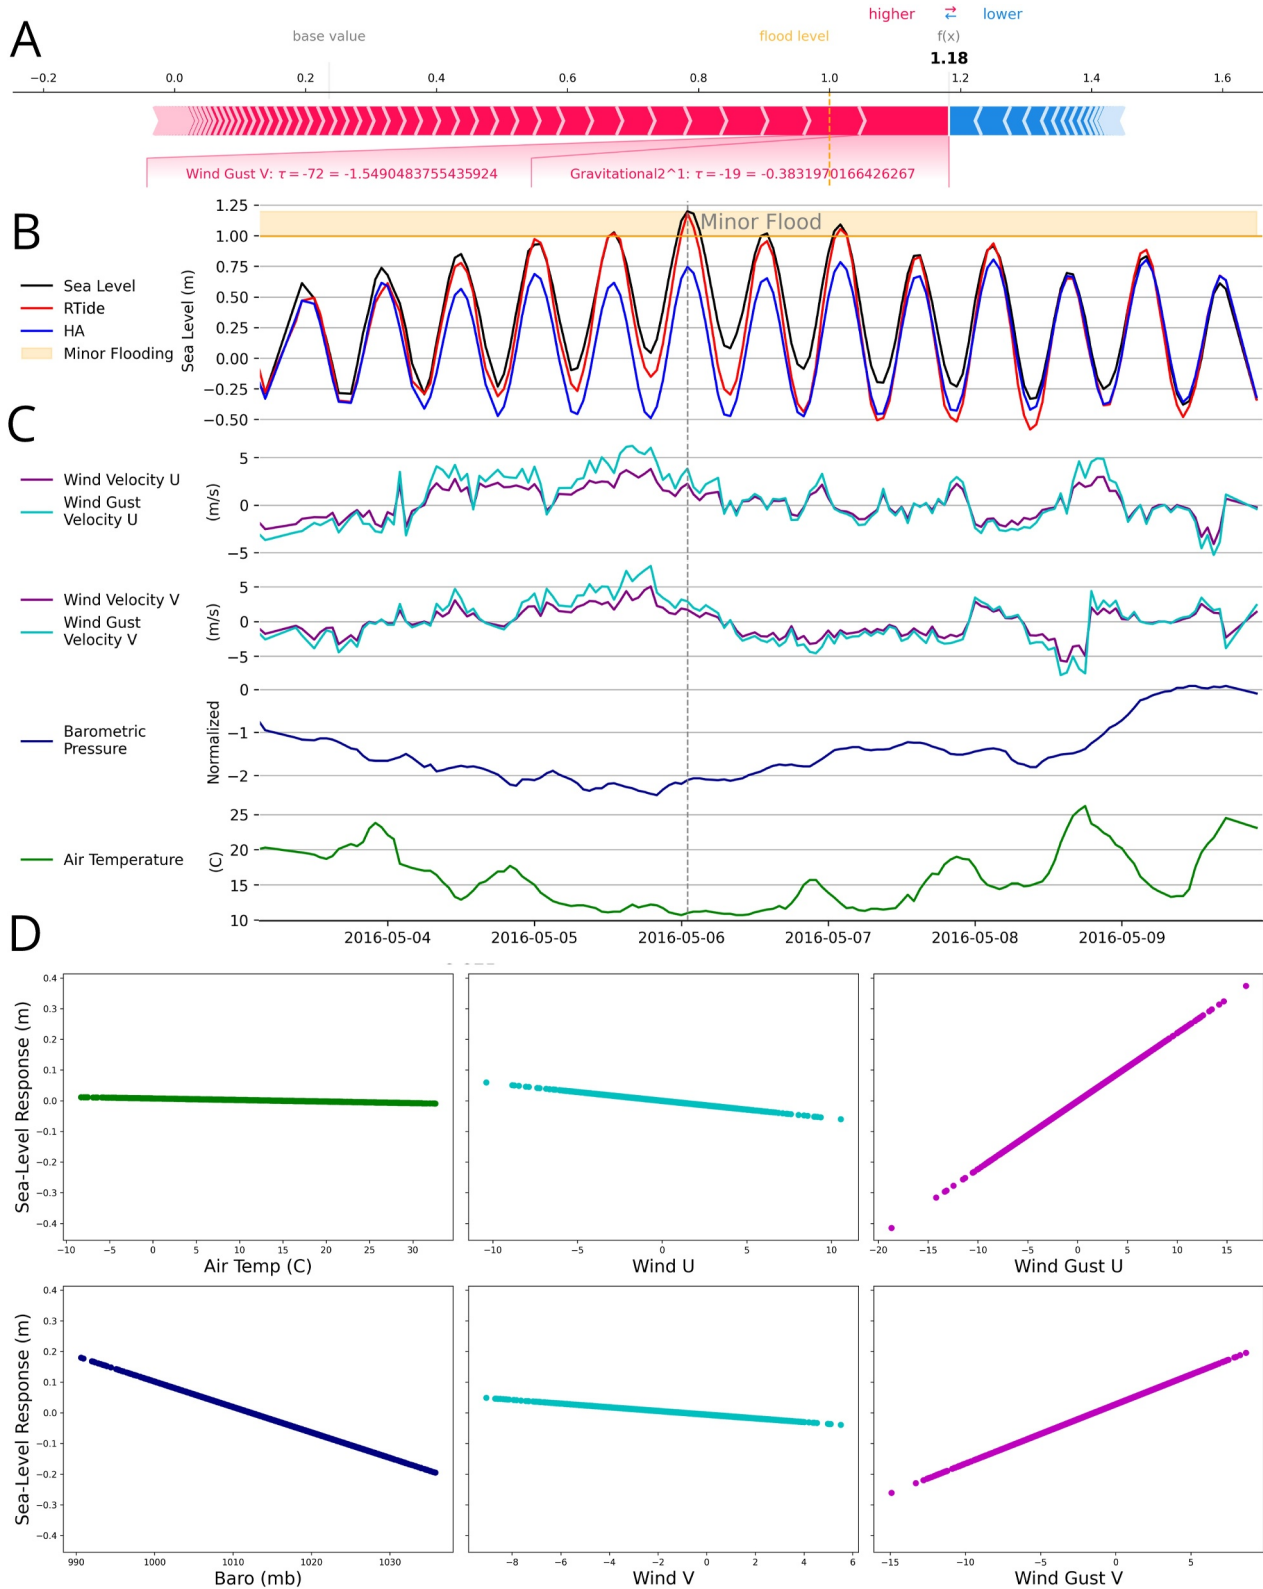 A
higher ⇄ lower
base value flood level f(x)
1.18
−0.2 0.0 0.2 0.4 0.6 0.8 1.0 1.2 1.4 1.6
Wind Gust V: τ = -72 = -1.5490483755435924 Gravitational2^1: τ = -19 = -0.3831970166426267
B
Sea Level
RTide
HA
Minor Flooding
Sea Level (m)
1.25
1.00
0.75
0.50
0.25
0.00
−0.25
−0.50
Minor Flood
C
Wind Velocity U
Wind Gust
Velocity U
(m/s)
5
0
−5
Wind Velocity V
Wind Gust
Velocity V
(m/s)
5
0
−5
Barometric
Pressure
Normalized
0
−1
−2
Air Temperature
(C)
25
20
15
10
2016-05-04 2016-05-05 2016-05-06 2016-05-07 2016-05-08 2016-05-09
D
Sea-Level Response (m)
0.4
0.3
0.2
0.1
0.0
−0.1
−0.2
−0.3
−0.4
−10 −5 0 5 10 15 20 25 30
Air Temp (C)
−10 −5 0 5 10
Wind U
−20 −15 −10 −5 0 5 10 15
Wind Gust U
Sea-Level Response (m)
0.4
0.3
0.2
0.1
0.0
−0.1
−0.2
−0.3
−0.4
990 1000 1010 1020 1030
Baro (mb)
−8 −6 −4 −2 0 2 4 6
Wind V
−15 −10 −5 0 5
Wind Gust V